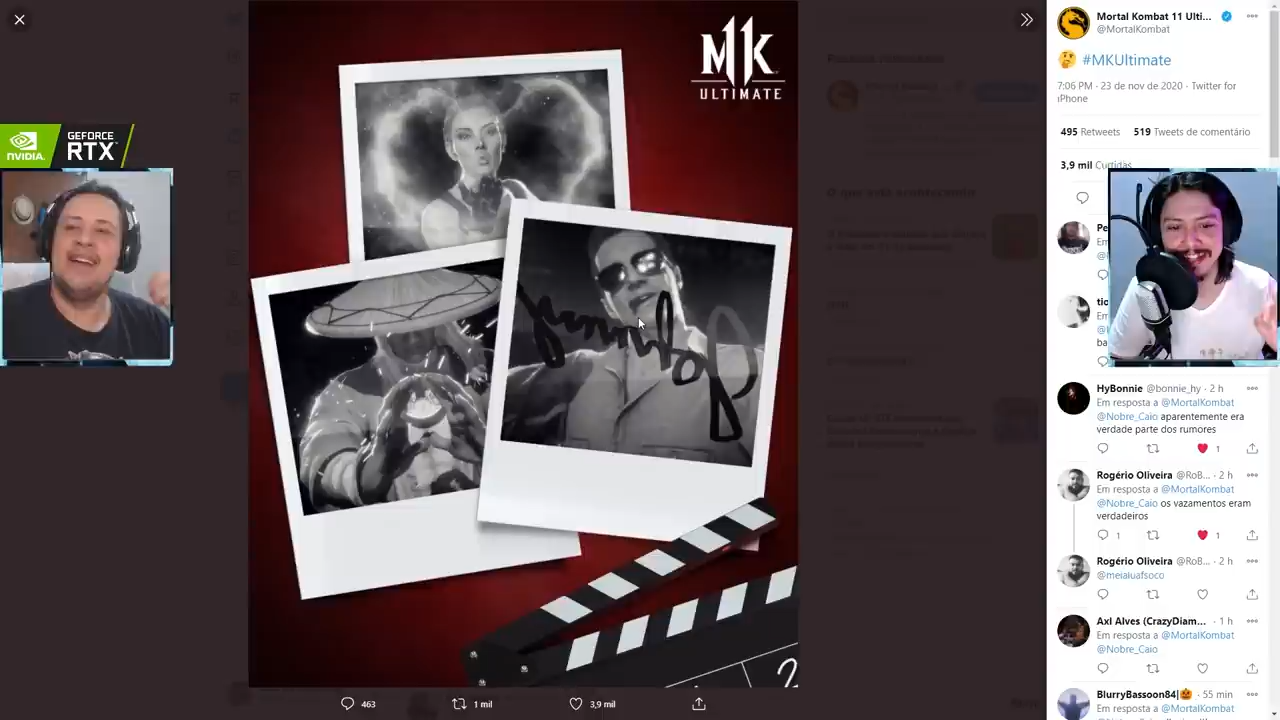 MK
ULTIMATE
NVIDIA.
GEFORCE
RTX
JohnnyC
2
463
1 mil
3,9 mil
Mortal Kombat 11 Ulti...
@MortalKombat
🤔 #MKUltimate
7:06 PM · 23 de nov de 2020 · Twitter for
iPhone
495 Retweets 519 Tweets de comentário
3,9 mil Curtidas
HyBonnie @bonnie_hy · 2 h
Em resposta a @MortalKombat
@Nobre_Caio aparentemente era
verdade parte dos rumores
1
Rogério Oliveira @RoB... · 2 h
Em resposta a @MortalKombat
@Nobre_Caio os vazamentos eram
verdadeiros
1
1
Rogério Oliveira @RoB... · 2 h
@meialuafsoco
Axl Alves (CrazyDiam... · 1 h
Em resposta a @MortalKombat
@Nobre_Caio
BlurryBassoon84|🎃 · 55 min
Em resposta a @MortalKombat